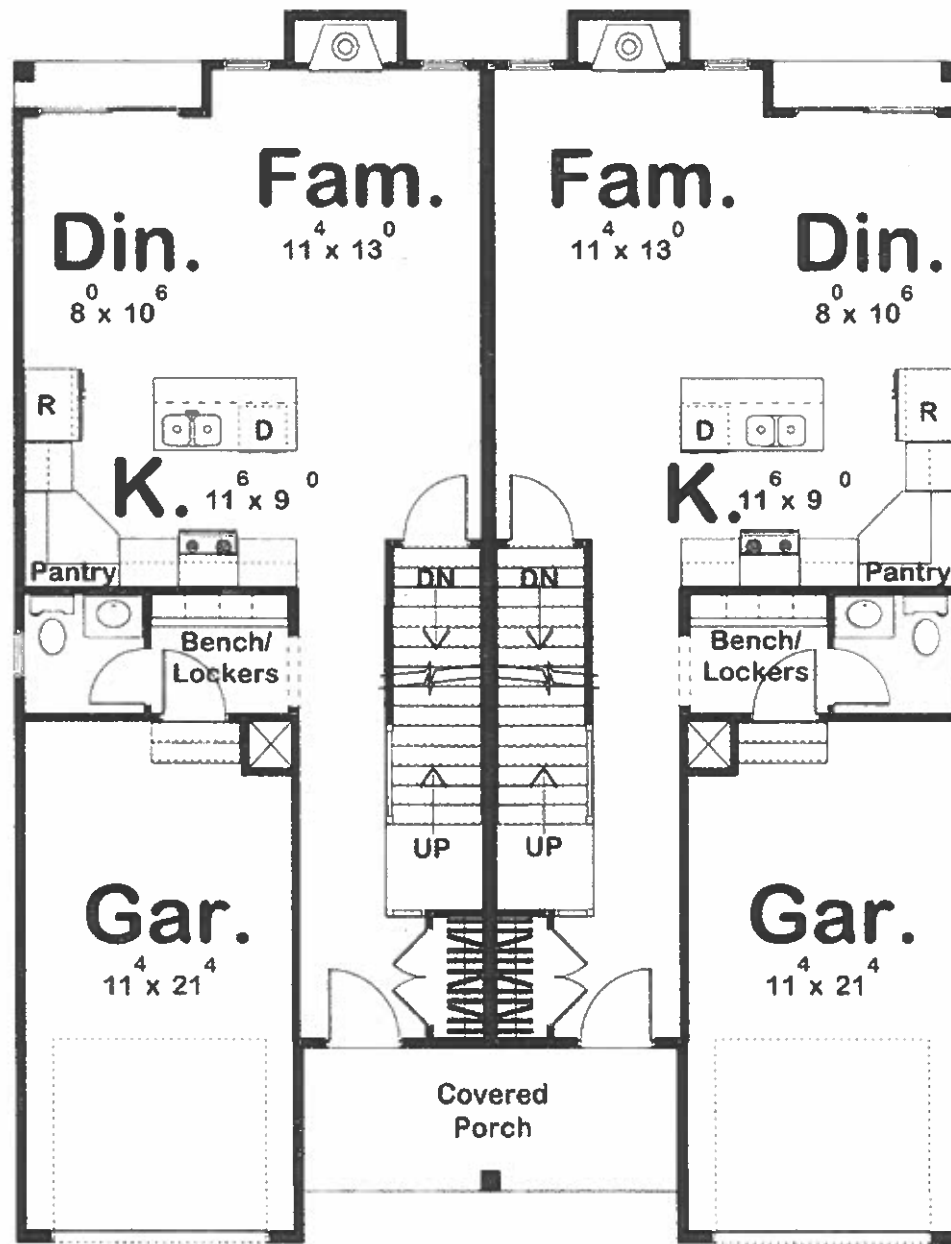 Fam.
11⁴ x 13⁰
Din.
8⁰ x 10⁶
Fam.
11⁴ x 13⁰
Din.
8⁰ x 10⁶
R
D
K. 11⁶ x 9⁰
Pantry
D
R
K. 11⁶ x 9⁰
Pantry
DN
DN
Bench/
Lockers
Bench/
Lockers
UP
UP
Gar.
11⁴ x 21⁴
Gar.
11⁴ x 21⁴
Covered
Porch